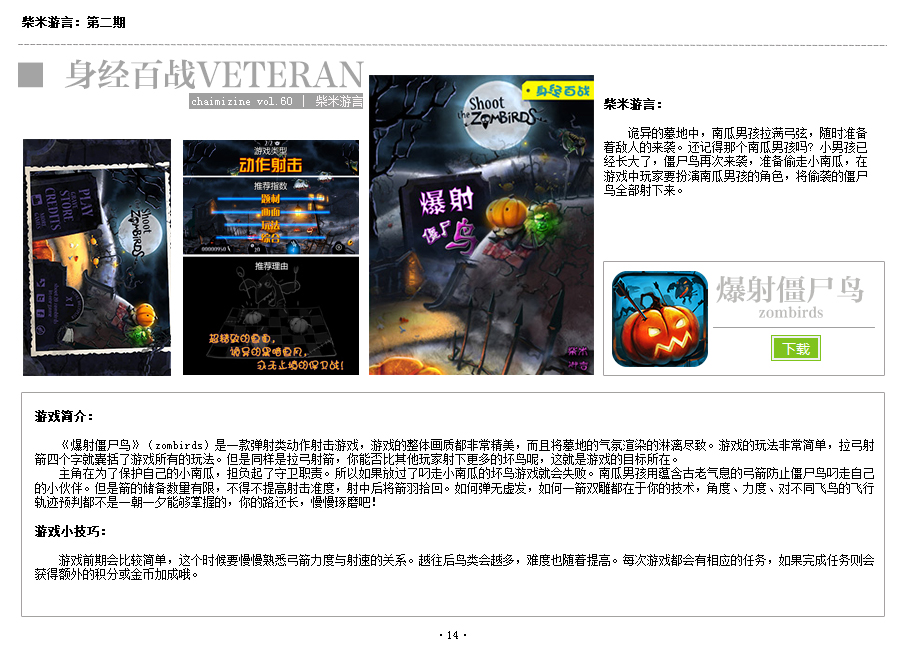 柴米游言：第二期
身经百战VETERAN
chaimizine vol.60 | 柴米游言
PLAY
STORE
CREDITS
Shoot
the
ZOMBIRDS
X1
游戏类型
动作射击
推荐指数
题材
画面
玩法
综合
推荐理由
超精致的画面，
诡异的黑暗画风，
永无止境的保卫战！
身经百战
Shoot
the ZOMBIRDS
爆射
僵尸鸟
柴米
游言
柴米游言：
诡异的墓地中，南瓜男孩拉满弓弦，随时准备
着敌人的来袭。还记得那个南瓜男孩吗？小男孩已
经长大了，僵尸鸟再次来袭，准备偷走小南瓜，在
游戏中玩家要扮演南瓜男孩的角色，将偷袭的僵尸
鸟全部射下来。
爆射僵尸鸟
zombirds
下载
游戏简介：
《爆射僵尸鸟》（zombirds）是一款弹射类动作射击游戏，游戏的整体画质都非常精美，而且将墓地的气氛渲染的淋离尽致。游戏的玩法非常简单，拉弓射
箭四个字就囊括了游戏所有的玩法。但是同样是拉弓射箭，你能否比其他玩家射下更多的坏鸟呢，这就是游戏的目标所在。
主角在为了保护自己的小南瓜，担负起了守卫职责。所以如果放过了叼走小南瓜的坏鸟游戏就会失败。南瓜男孩用蕴含古老气息的弓箭防止僵尸鸟叼走自己
的小伙伴。但是箭的储备数量有限，不得不提高射击准度，射中后将箭羽拾回。如何弹无虚发，如何一箭双雕都在于你的技术，角度、力度、对不同飞鸟的飞行
轨迹预判都不是一朝一夕能够掌握的，你的路还长，慢慢琢磨吧！
游戏小技巧：
游戏前期会比较简单，这个时候要慢慢熟悉弓箭力度与射速的关系。越往后鸟类会越多，难度也随着提高。每次游戏都会有相应的任务，如果完成任务则会
获得额外的积分或金币加成哦。
· 14 ·